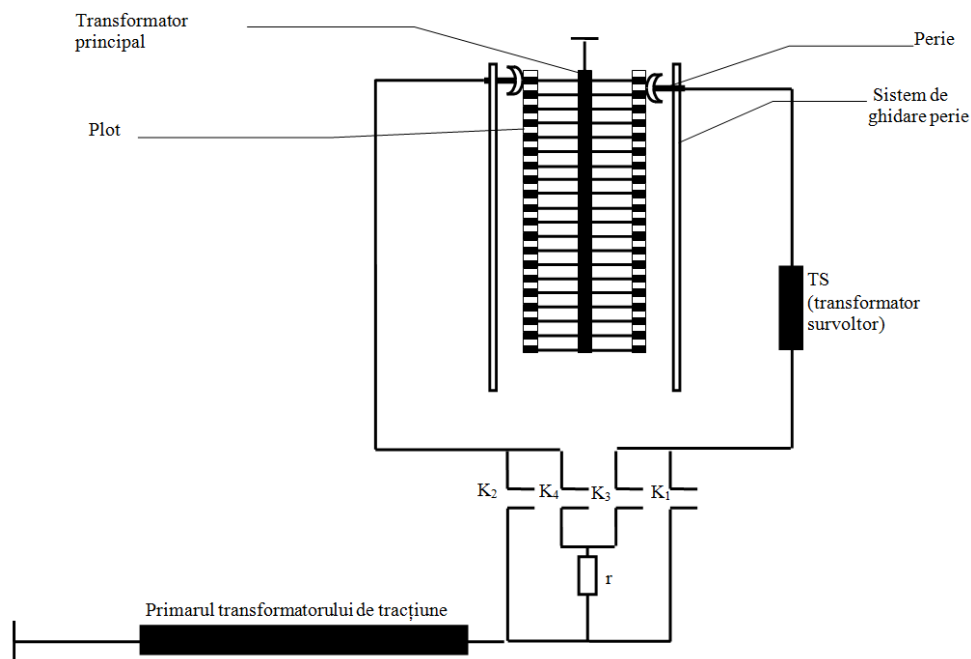 Transformator
principal
Perie
Sistem de
ghidare perie
Plot
TS
(transformator
survoltor)
K2 K4 K3 K1
r
Primarul transformatorului de tracțiune